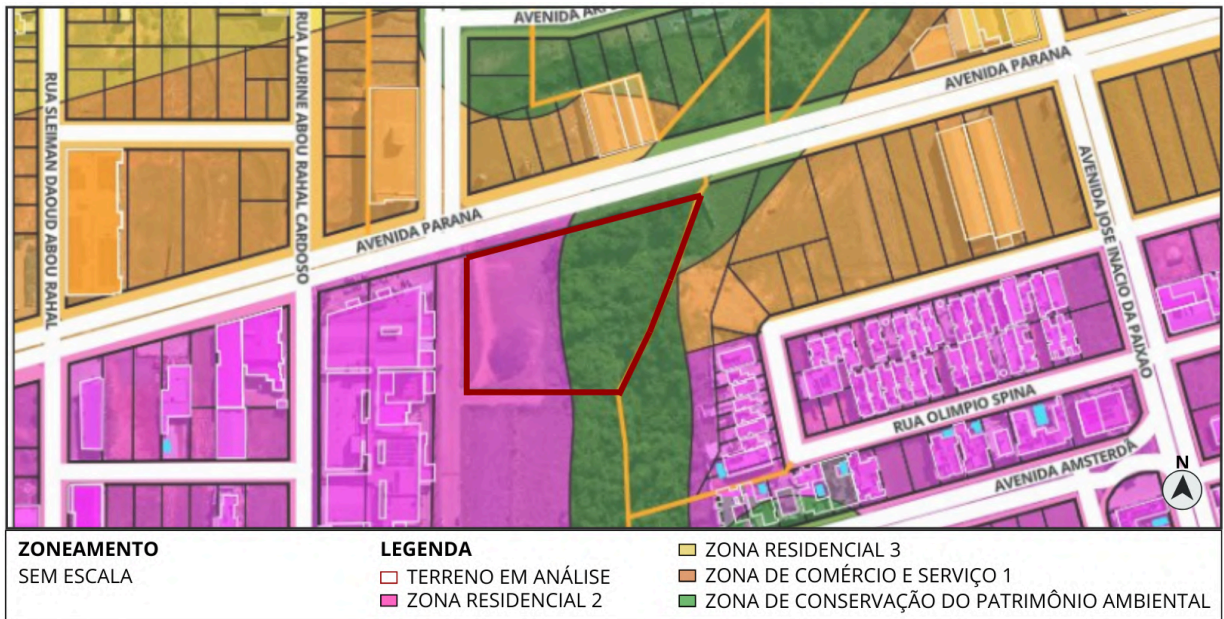 AVENIDA
RUA SLEIMAN DAOUD ABOU RAHAL
RUA LAURINE ABOU RAHAL CARDOSO
AVENIDA PARANA
AVENIDA PARANA
AVENIDA JOSE INACIO DA PAIXAO
RUA OLIMPIO SPINA
AVENIDA AMSTERDÃ
N
ZONEAMENTO
SEM ESCALA
LEGENDA
TERRENO EM ANÁLISE
ZONA RESIDENCIAL 2
ZONA RESIDENCIAL 3
ZONA DE COMÉRCIO E SERVIÇO 1
ZONA DE CONSERVAÇÃO DO PATRIMÔNIO AMBIENTAL